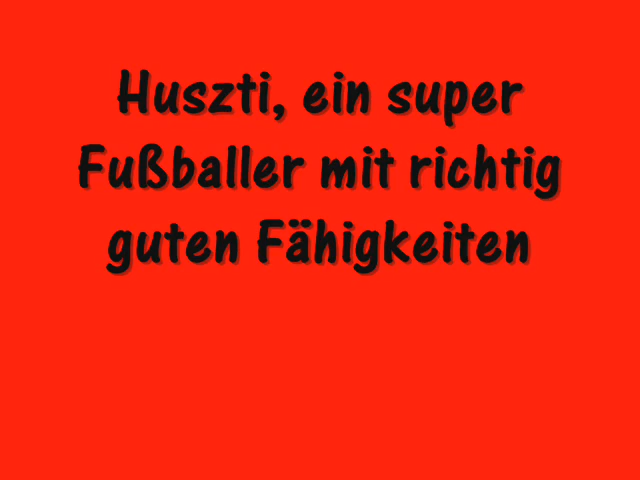 Huszti, ein super
Fußballer mit richtig
guten Fähigkeiten